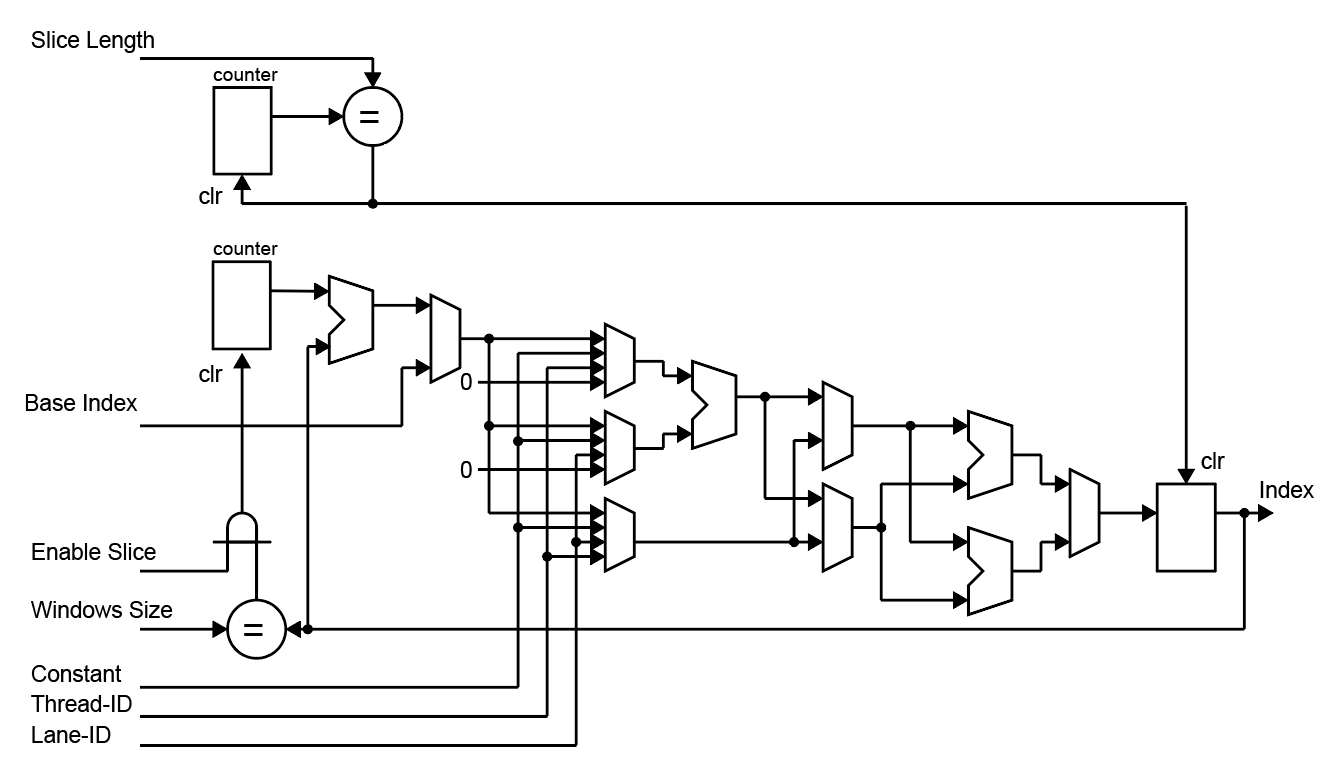 Slice Length
counter
=
clr
counter
clr
0
Base Index
0
clr
Index
Enable Slice
Windows Size
=
Constant
Thread-ID
Lane-ID